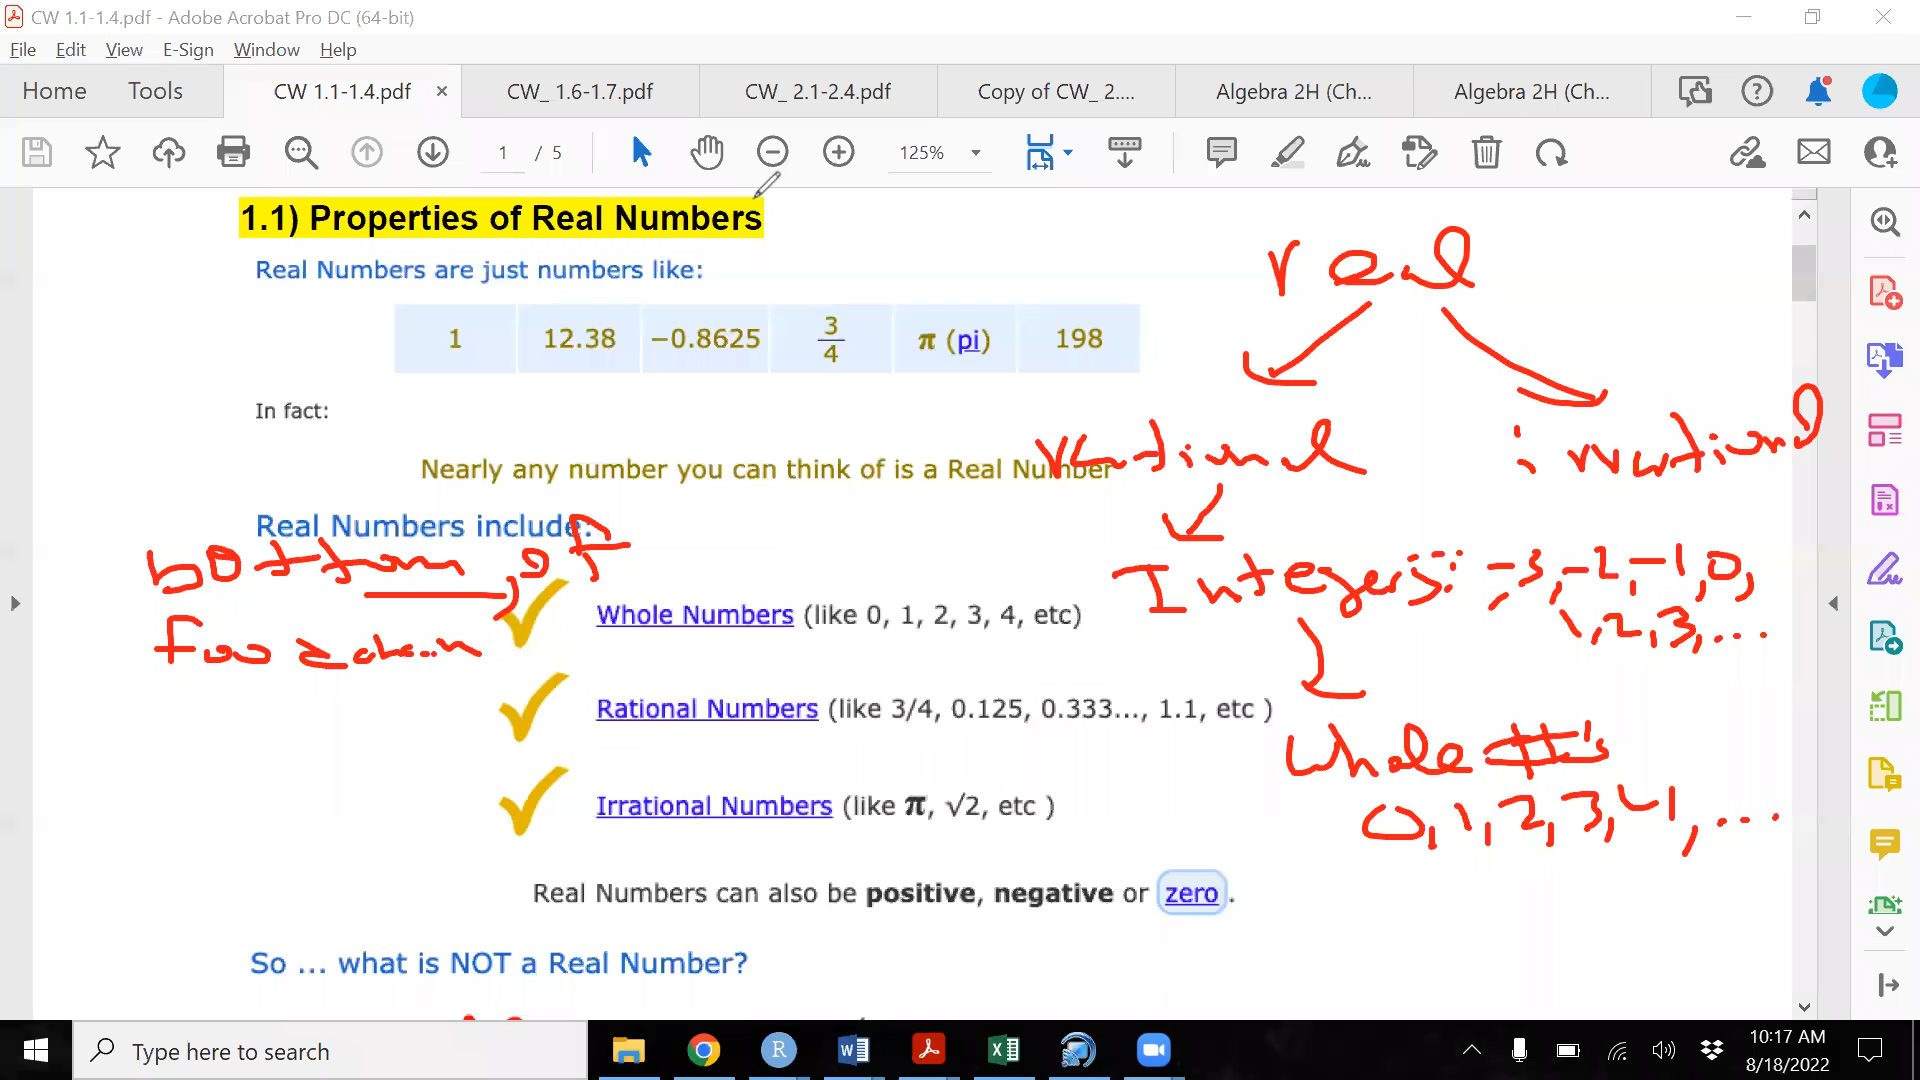 CW 1.1-1.4.pdf - Adobe Acrobat Pro DC (64-bit)
File Edit View E-Sign Window Help
Home Tools CW 1.1-1.4.pdf × CW_ 1.6-1.7.pdf CW_ 2.1-2.4.pdf Copy of CW_ 2.... Algebra 2H (Ch... Algebra 2H (Ch...
1 / 5 125%
1.1) Properties of Real Numbers
Real Numbers are just numbers like:
1 12.38 −0.8625 3/4 π (pi) 198
real
In fact:
rational irrational
Nearly any number you can think of is a Real Number
Real Numbers include:
bottom of
food chain
Integers: ... -3, -2, -1, 0,
1, 2, 3, ...
Whole Numbers (like 0, 1, 2, 3, 4, etc)
Rational Numbers (like 3/4, 0.125, 0.333..., 1.1, etc )
Whole #'s
0, 1, 2, 3, 4, ...
Irrational Numbers (like π, √2, etc )
Real Numbers can also be positive, negative or zero.
So ... what is NOT a Real Number?
Type here to search
10:17 AM
8/18/2022